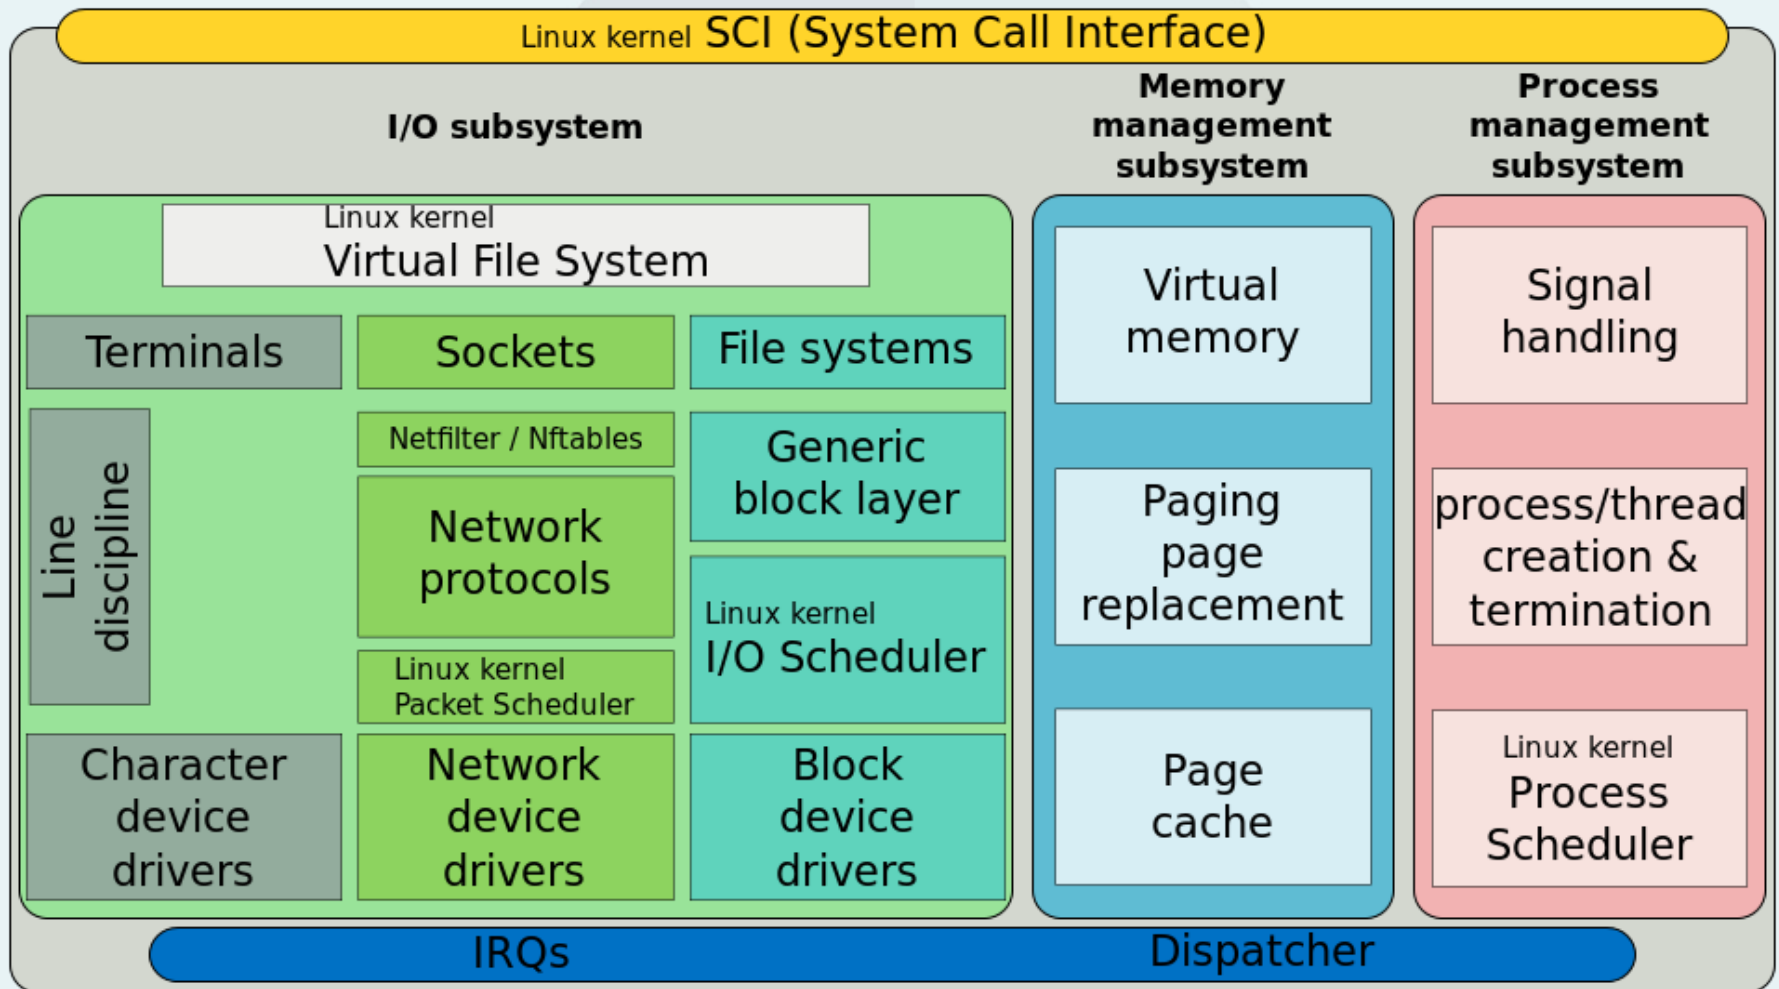 Linux kernel SCI (System Call Interface)
I/O subsystem
Memory
management
subsystem
Process
management
subsystem
Linux kernel
Virtual File System
Terminals
Sockets
File systems
Line
discipline
Netfilter / Nftables
Network
protocols
Linux kernel
Packet Scheduler
Generic
block layer
Linux kernel
I/O Scheduler
Character
device
drivers
Network
device
drivers
Block
device
drivers
Virtual
memory
Paging
page
replacement
Page
cache
Signal
handling
process/thread
creation &
termination
Linux kernel
Process
Scheduler
IRQs
Dispatcher